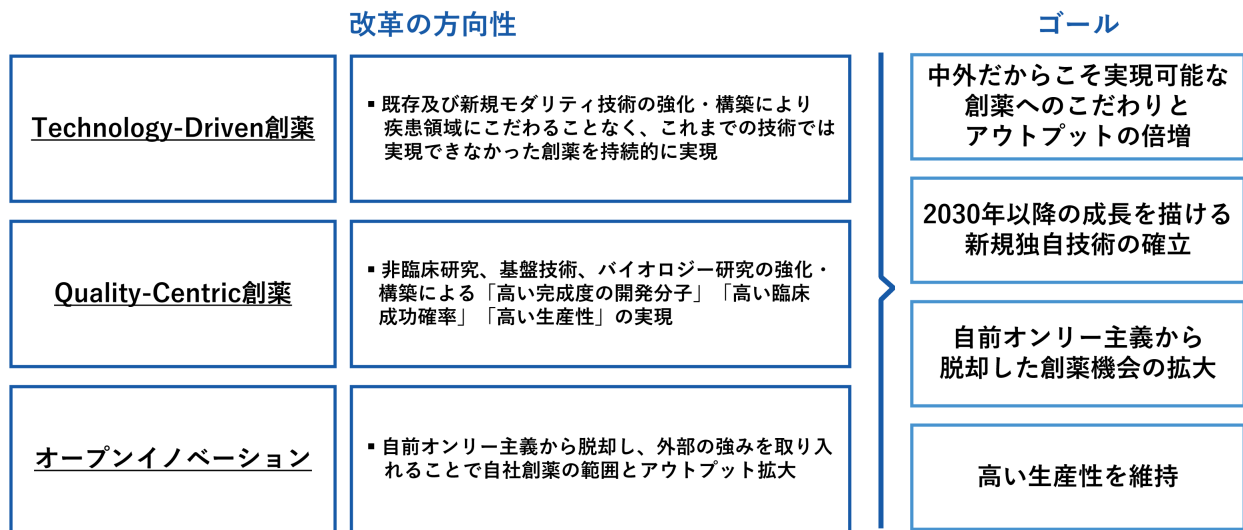 改革の方向性
ゴール
Technology-Driven創薬
▪ 既存及び新規モダリティ技術の強化・構築により
疾患領域にこだわることなく、これまでの技術では
実現できなかった創薬を持続的に実現
Quality-Centric創薬
▪ 非臨床研究、基盤技術、バイオロジー研究の強化・
構築による「高い完成度の開発分子」「高い臨床
成功確率」「高い生産性」の実現
オープンイノベーション
▪ 自前オンリー主義から脱却し、外部の強みを取り入
れることで自社創薬の範囲とアウトプット拡大
中外だからこそ実現可能な
創薬へのこだわりと
アウトプットの倍増
2030年以降の成長を描ける
新規独自技術の確立
自前オンリー主義から
脱却した創薬機会の拡大
高い生産性を維持